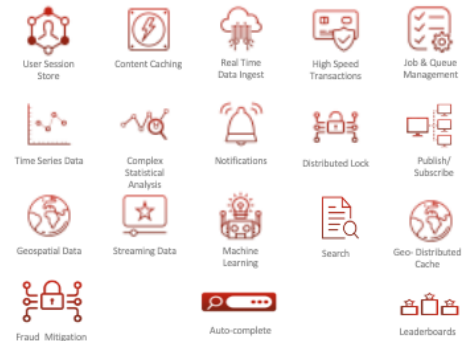 User Session
Store
Content Caching
Real Time
Data Ingest
High Speed
Transactions
Job & Queue
Management
Time Series Data
Complex
Statistical
Analysis
Notifications
Distributed Lock
Publish/
Subscribe
Geospatial Data
Streaming Data
Machine
Learning
Search
Geo- Distributed
Cache
Fraud Mitigation
Auto-complete
Leaderboards